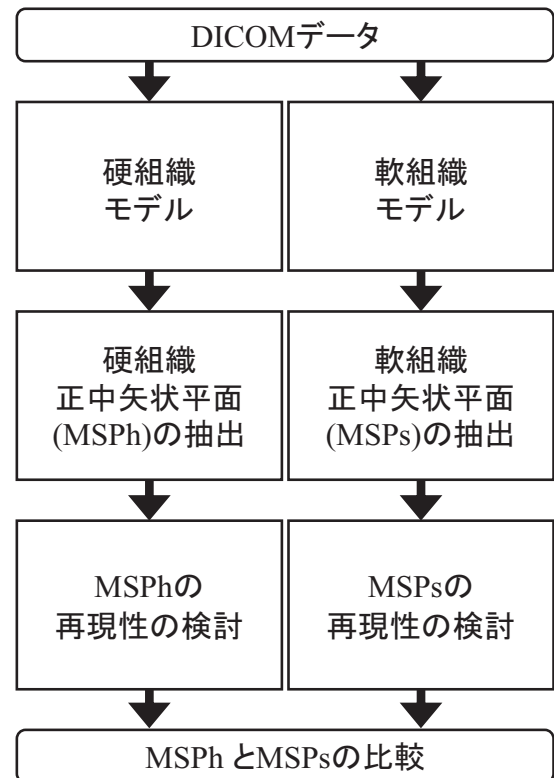 DICOMデータ
硬組織
モデル
軟組織
モデル
硬組織
正中矢状平面
(MSPh)の抽出
軟組織
正中矢状平面
(MSPs)の抽出
MSPhの
再現性の検討
MSPsの
再現性の検討
MSPh とMSPsの比較